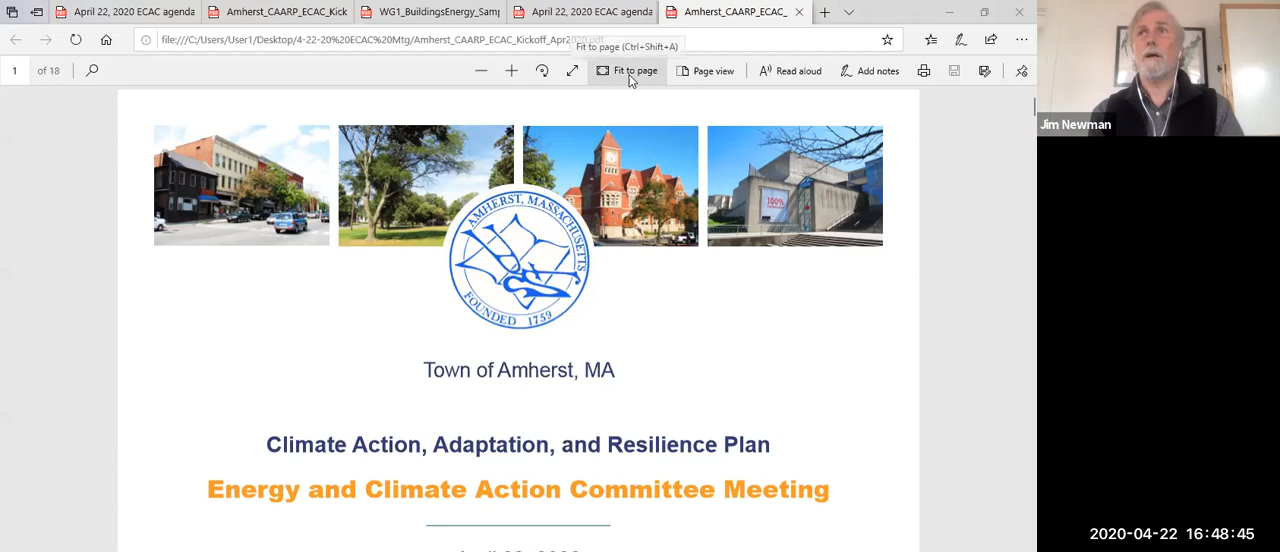 April 22, 2020 ECAC agenda
Amherst_CAARP_ECAC_Kick
WG1_BuildingsEnergy_Samp
April 22, 2020 ECAC agenda
Amherst_CAARP_ECAC_
file:///C:/Users/User1/Desktop/4-22-20%20ECAC%20Mtg/Amherst_CAARP_ECAC_Kickoff_Apr2020.pdf
Fit to page (Ctrl+Shift+A)
1 of 18
Fit to page
Page view
Read aloud
Add notes
Jim Newman
100%
AMHERST, MASSACHUSETTS
FOUNDED 1759
Town of Amherst, MA
Climate Action, Adaptation, and Resilience Plan
Energy and Climate Action Committee Meeting
2020-04-22 16:48:45